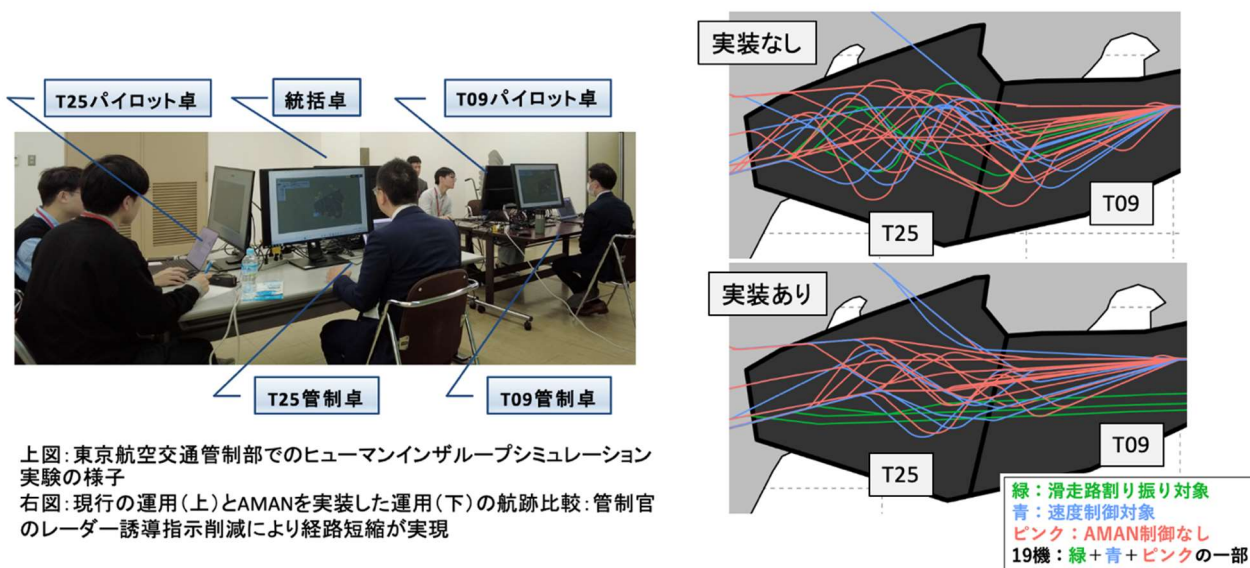 T25パイロット卓
統括卓
T09パイロット卓
T25管制卓
T09管制卓
上図：東京航空交通管制部でのヒューマンインザループシミュレーション
実験の様子
右図：現行の運用（上）とAMANを実装した運用（下）の航跡比較：管制官
のレーダー誘導指示削減により経路短縮が実現
実装なし
T25
T09
実装あり
T25
T09
緑：滑走路割り振り対象
青：速度制御対象
ピンク：AMAN制御なし
19機：緑＋青＋ピンクの一部